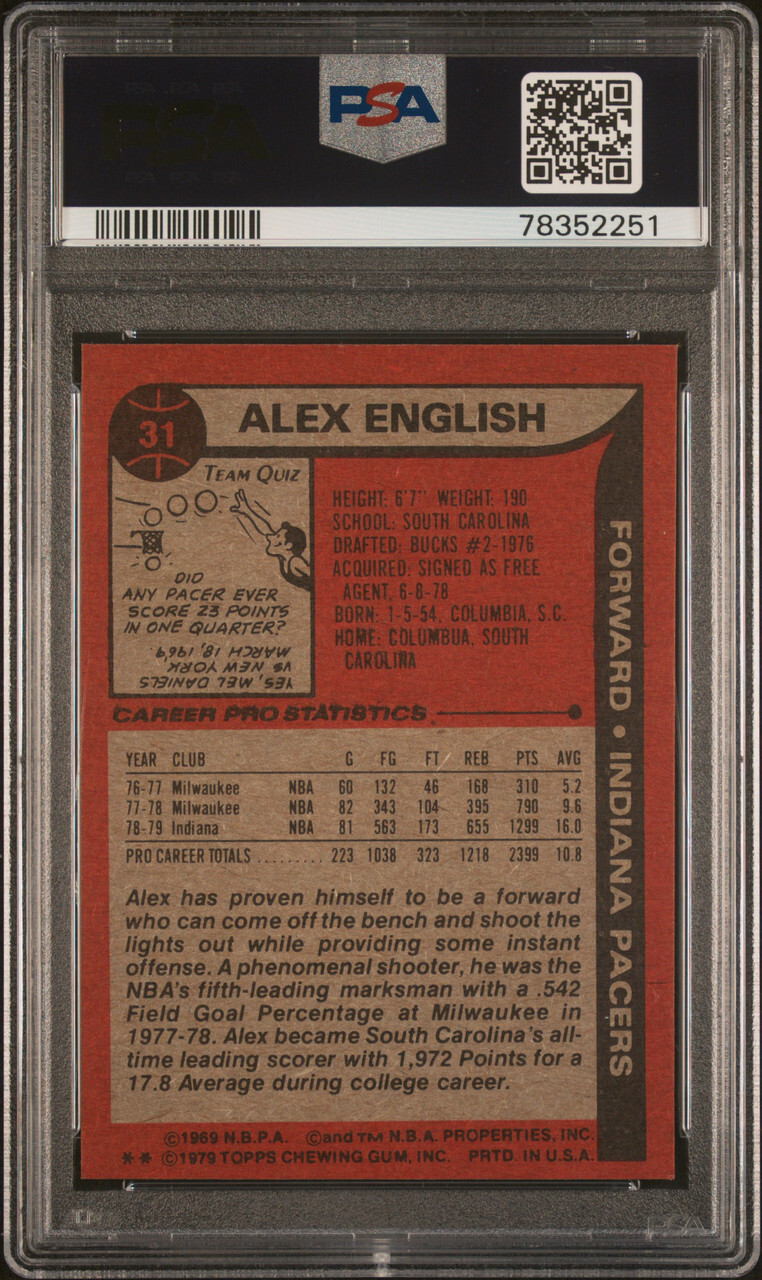 PSA
78352251
31
ALEX ENGLISH
TEAM QUIZ
DID
ANY PACER EVER
SCORE 23 POINTS
IN ONE QUARTER?
YES, MEL DANIELS
VS NEW YORK
MARCH 18, 1969.
HEIGHT: 6'7" WEIGHT: 190
SCHOOL: SOUTH CAROLINA
DRAFTED: BUCKS #2-1976
ACQUIRED: SIGNED AS FREE
AGENT, 6-8-78
BORN: 1-5-54, COLUMBIA, S.C.
HOME: COLUMBUA, SOUTH
CAROLINA
FORWARD • INDIANA PACERS
CAREER PRO STATISTICS
YEAR CLUB G FG FT REB PTS AVG
76-77 Milwaukee NBA 60 132 46 168 310 5.2
77-78 Milwaukee NBA 82 343 104 395 790 9.6
78-79 Indiana NBA 81 563 173 655 1299 16.0
PRO CAREER TOTALS ......... 223 1038 323 1218 2399 10.8
Alex has proven himself to be a forward
who can come off the bench and shoot the
lights out while providing some instant
offense. A phenomenal shooter, he was the
NBA's fifth-leading marksman with a .542
Field Goal Percentage at Milwaukee in
1977-78. Alex became South Carolina's all-
time leading scorer with 1,972 Points for a
17.8 Average during college career.
©1969 N.B.P.A. ©and TM N.B.A. PROPERTIES, INC.
** ©1979 TOPPS CHEWING GUM, INC. PRTD. IN U.S.A.
TM
PSA